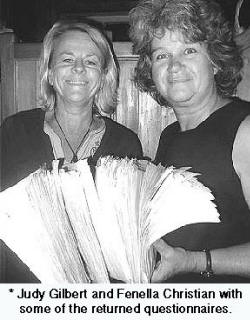 * Judy Gilbert and Fenella Christian with
some of the returned questionnaires.